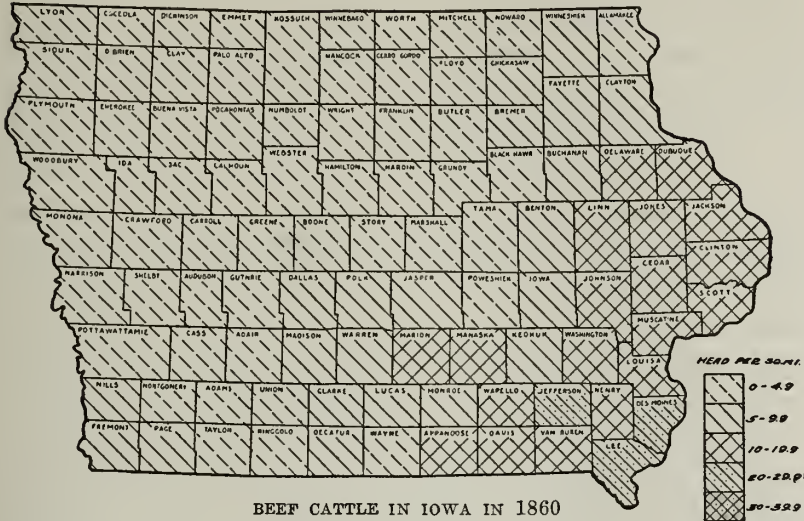 LYON OSCEOLA DICKINSON EMMET KOSSUTH WINNEBAGO WORTH MITCHELL HOWARD WINNESHIEK ALLAMAKEE
SIOUX O'BRIEN CLAY PALO ALTO HANCOCK CERRO GORDO FLOYD CHICKASAW
FAYETTE CLAYTON
PLYMOUTH CHEROKEE BUENA VISTA POCAHONTAS HUMBOLDT WRIGHT FRANKLIN BUTLER BREMER
WOODBURY IDA SAC CALHOUN WEBSTER HAMILTON HARDIN GRUNDY BLACK HAWK BUCHANAN DELAWARE DUBUQUE
MONONA CRAWFORD CARROLL GREENE BOONE STORY MARSHALL TAMA BENTON LINN JONES JACKSON
CLINTON
CEDAR
HARRISON SHELBY AUDUBON GUTHRIE DALLAS POLK JASPER POWESHIEK IOWA JOHNSON
SCOTT
MUSCATINE
POTTAWATTAMIE CASS ADAIR MADISON WARREN MARION MAHASKA KEOKUK WASHINGTON
LOUISA
MILLS MONTGOMERY ADAMS UNION CLARKE LUCAS MONROE WAPELLO JEFFERSON HENRY
DES MOINES
FREMONT PAGE TAYLOR RINGGOLD DECATUR WAYNE APPANOOSE DAVIS VAN BUREN
LEE
HEAD PER SQ.MI.
0-4.9
5-9.9
10-19.9
20-29.9
30-39.9
BEEF CATTLE IN IOWA IN 1860